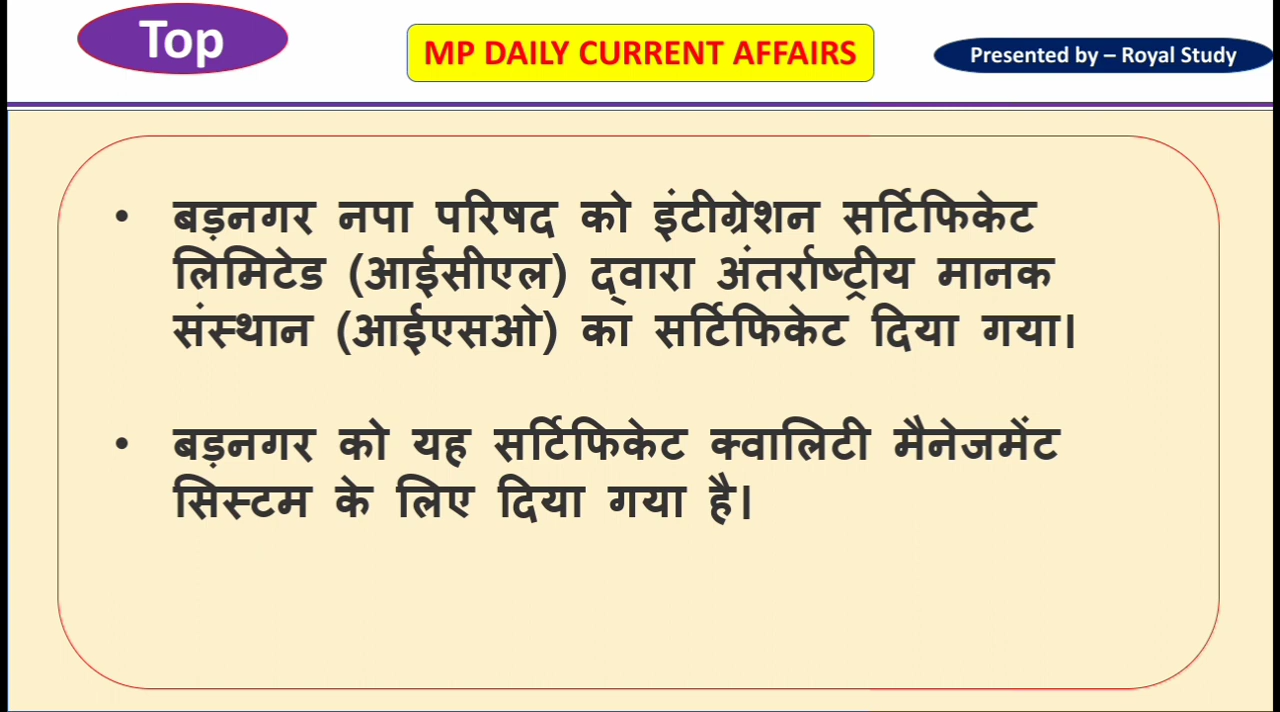 Top
MP DAILY CURRENT AFFAIRS
Presented by – Royal Study
• बड़नगर नपा परिषद को इंटीग्रेशन सर्टिफिकेट
लिमिटेड (आईसीएल) द्वारा अंतर्राष्ट्रीय मानक
संस्थान (आईएसओ) का सर्टिफिकेट दिया गया।
• बड़नगर को यह सर्टिफिकेट क्वालिटी मैनेजमेंट
सिस्टम के लिए दिया गया है।